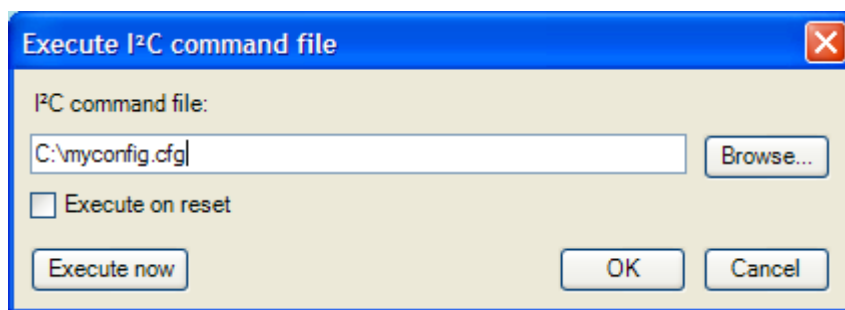 Execute I²C command file
I²C command file:
C:\myconfig.cfg
Browse...
Execute on reset
Execute now
OK
Cancel